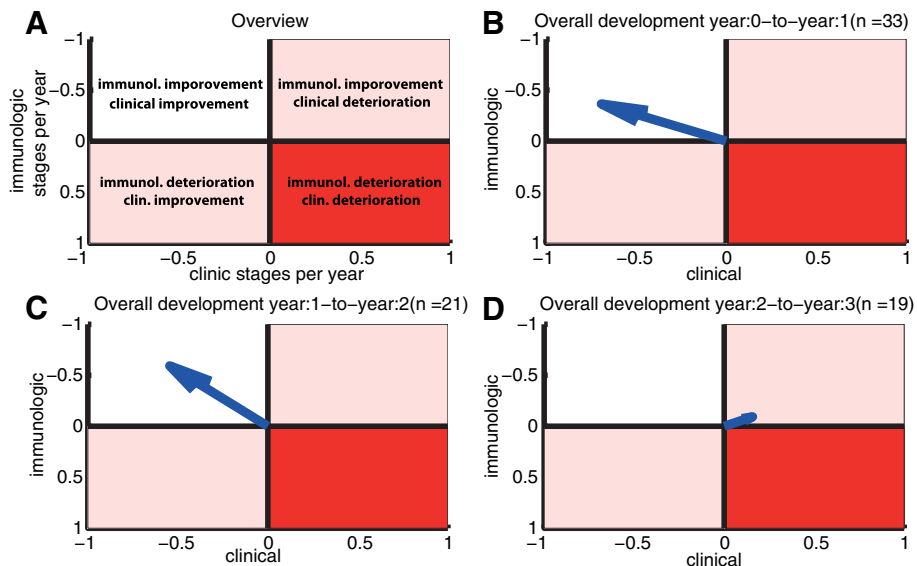 A
Overview
immunologic
stages per year
−1
−0.5
0
0.5
1
immunol. imporovement
clinical improvement
immunol. imporovement
clinical deterioration
immunol. deterioration
clin. improvement
immunol. deterioration
clin. deterioration
−1
−0.5
0
0.5
1
clinic stages per year
B
Overall development year:0−to−year:1(n =33)
immunologic
−1
−0.5
0
0.5
1
−1
−0.5
0
0.5
1
clinical
C
Overall development year:1−to−year:2(n =21)
immunologic
−1
−0.5
0
0.5
1
−1
−0.5
0
0.5
1
clinical
D
Overall development year:2−to−year:3(n =19)
immunologic
−1
−0.5
0
0.5
1
−1
−0.5
0
0.5
1
clinical